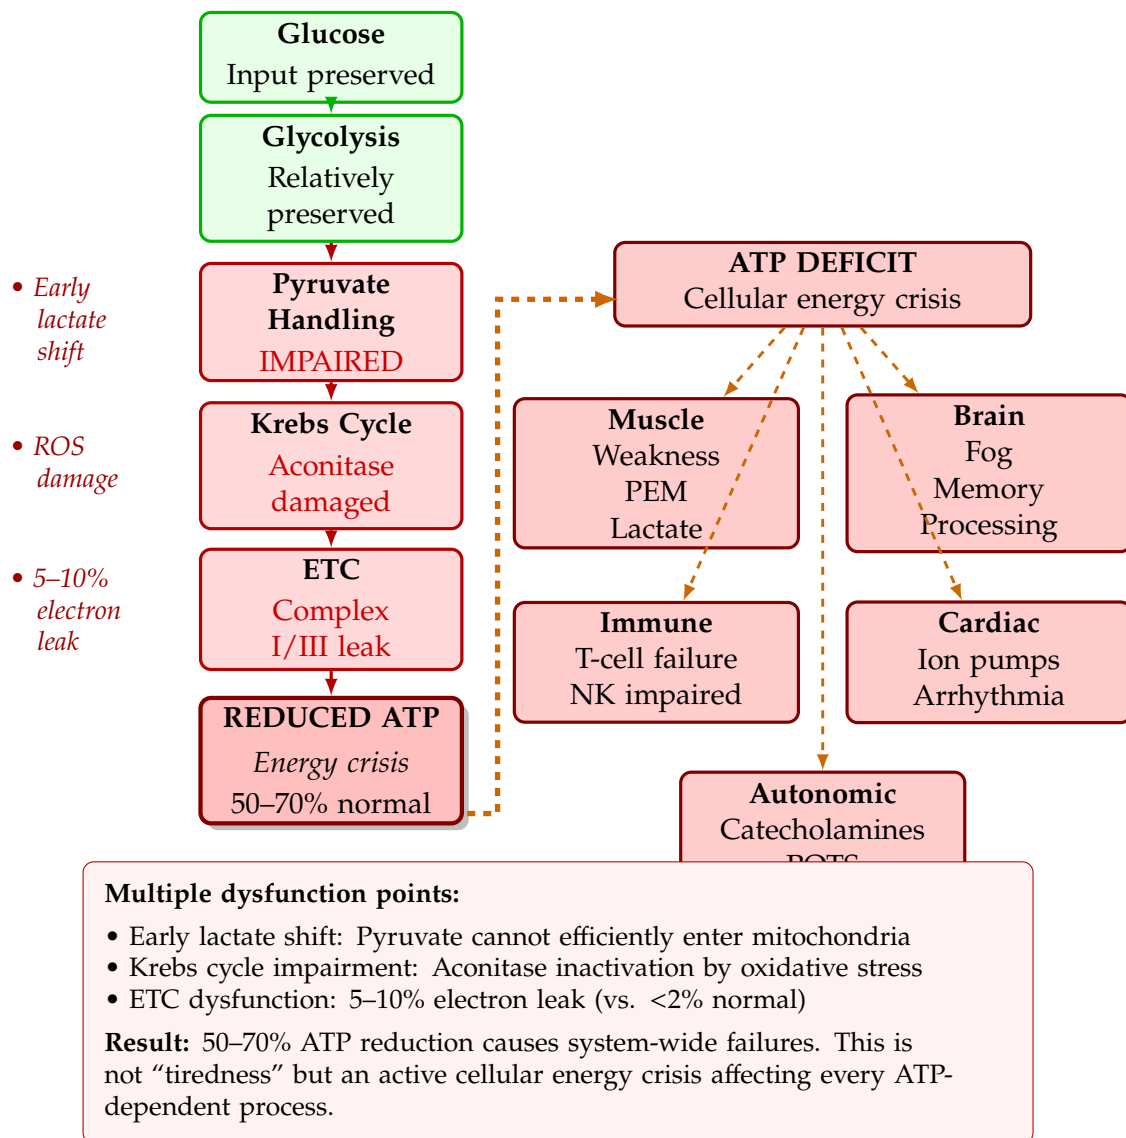 Glucose
Input preserved
Glycolysis
Relatively
preserved
Pyruvate
Handling
IMPAIRED
Krebs Cycle
Aconitase
damaged
ETC
Complex
I/III leak
REDUCED ATP
Energy crisis
50–70% normal
• Early
lactate
shift
• ROS
damage
• 5–10%
electron
leak
ATP DEFICIT
Cellular energy crisis
Muscle
Weakness
PEM
Lactate
Brain
Fog
Memory
Processing
Immune
T-cell failure
NK impaired
Cardiac
Ion pumps
Arrhythmia
Autonomic
Catecholamines
POTS
Multiple dysfunction points:
• Early lactate shift: Pyruvate cannot efficiently enter mitochondria
• Krebs cycle impairment: Aconitase inactivation by oxidative stress
• ETC dysfunction: 5–10% electron leak (vs. <2% normal)
Result: 50–70% ATP reduction causes system-wide failures. This is
not “tiredness” but an active cellular energy crisis affecting every ATP-
dependent process.